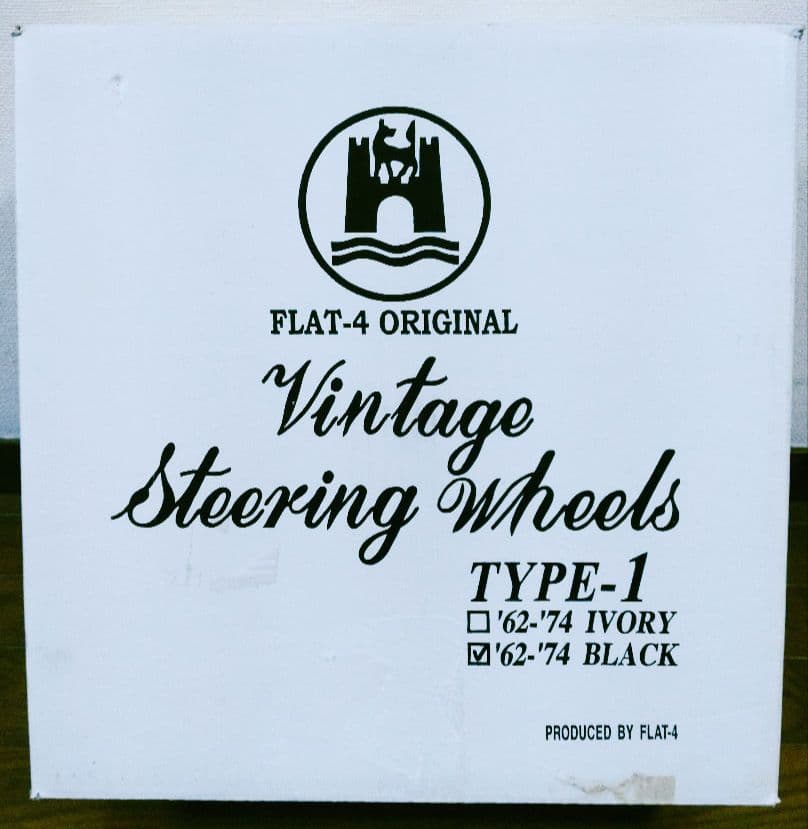 FLAT-4 ORIGINAL
Vintage
Steering Wheels
TYPE-1
☐'62-'74 IVORY
☑'62-'74 BLACK
PRODUCED BY FLAT-4